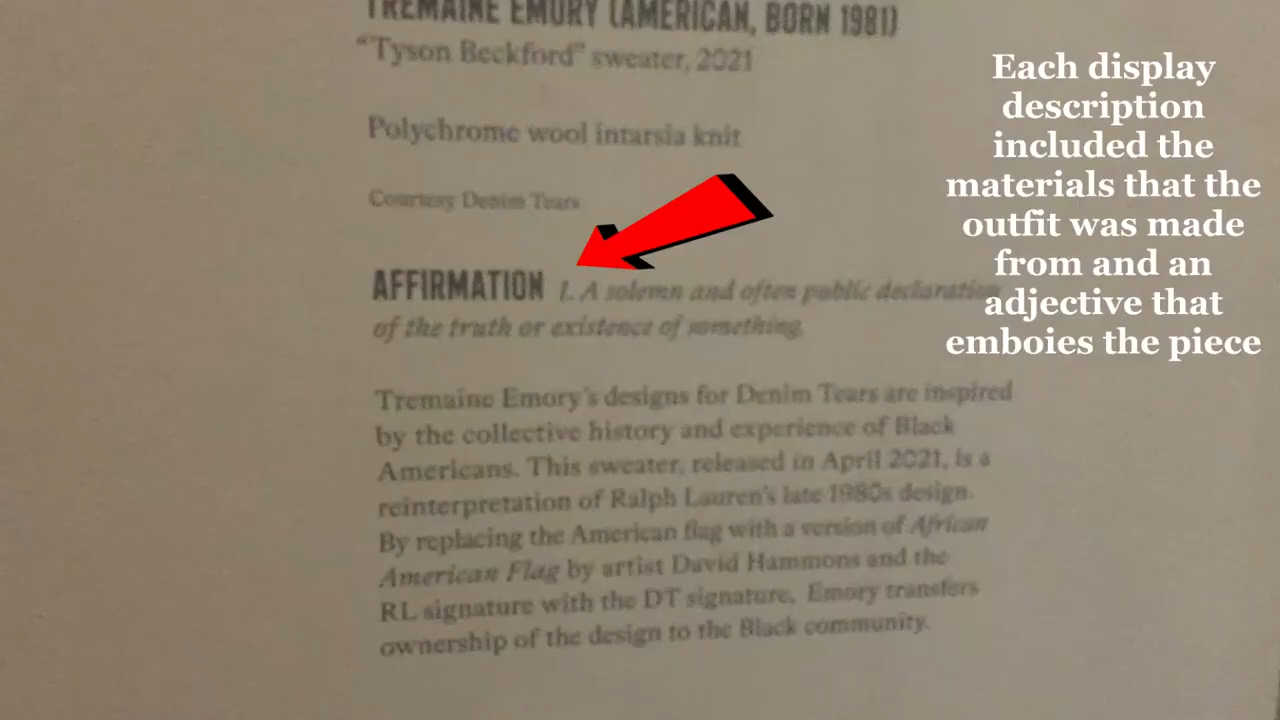 TREMAINE EMORY (AMERICAN, BORN 1981)
“Tyson Beckford” sweater, 2021
Polychrome wool intarsia knit
Courtesy Denim Tears
AFFIRMATION 1. A solemn and often public declaration
of the truth or existence of something.
Tremaine Emory's designs for Denim Tears are inspired
by the collective history and experience of Black
Americans. This sweater, released in April 2021, is a
reinterpretation of Ralph Lauren's late 1980s design.
By replacing the American flag with a version of African
American Flag by artist David Hammons and the
RL signature with the DT signature, Emory transfers
ownership of the design to the Black community.
Each display
description
included the
materials that the
outfit was made
from and an
adjective that
emboies the piece